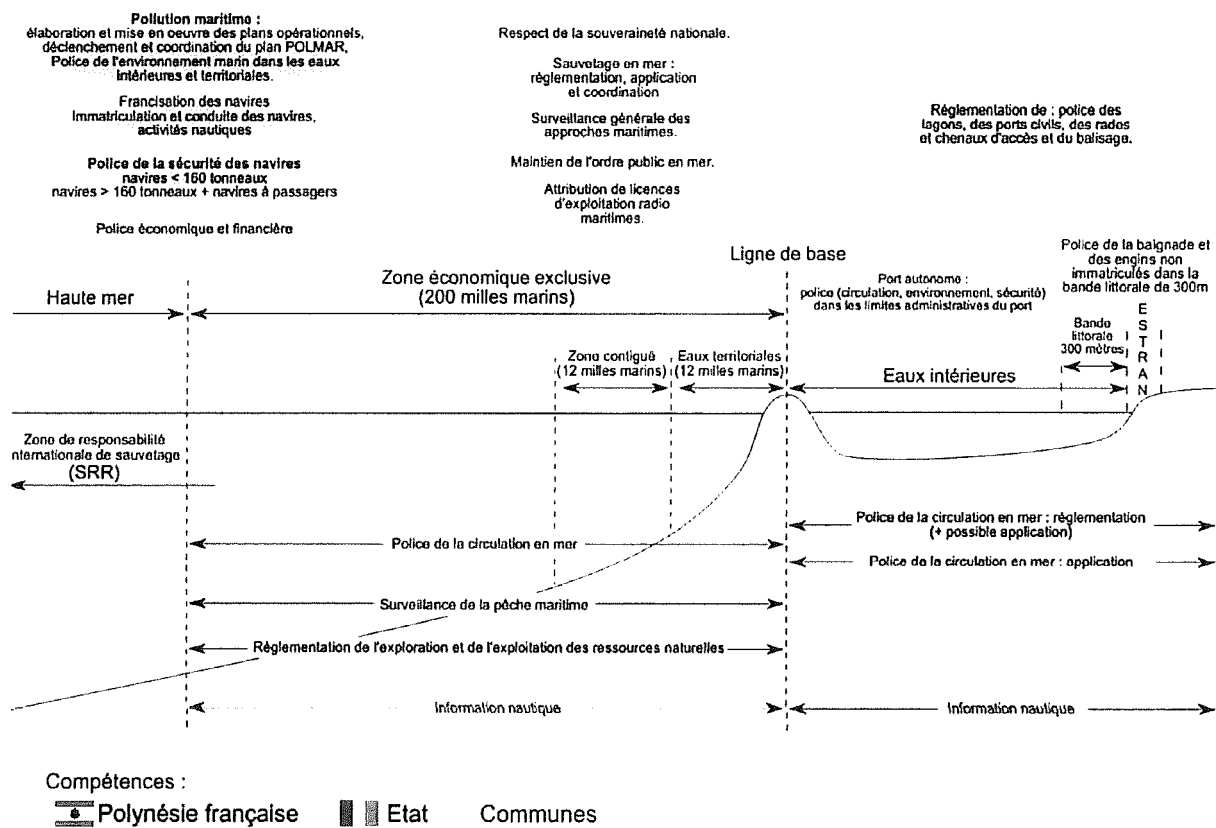 Pollution maritime :
élaboration et mise en oeuvre des plans opérationnels,
déclenchement et coordination du plan POLMAR,
Police de l'environnement marin dans les eaux
intérieures et territoriales.
Francisation des navires
Immatriculation et conduite des navires,
activités nautiques
Police de la sécurité des navires
navires < 160 tonneaux
navires > 160 tonneaux + navires à passagers
Police économique et financière
Respect de la souveraineté nationale.
Sauvetage en mer :
réglementation, application
et coordination
Surveillance générale des
approches maritimes.
Maintien de l'ordre public en mer.
Attribution de licences
d'exploitation radio
maritimes.
Réglementation de : police des
lagons, des ports civils, des rades
et chenaux d'accès et du balisage.
Haute mer
Zone économique exclusive
(200 milles marins)
Ligne de base
Port autonome :
police (circulation, environnement, sécurité)
dans les limites administratives du port
Police de la baignade et
des engins non
immatriculés dans la
bande littorale de 300m
Zone contiguë
(12 milles marins)
Eaux territoriales
(12 milles marins)
Eaux intérieures
Bande
littorale
300 mètres
ESTRAN
Zone de responsabilité
nternationale de sauvetage
(SRR)
Police de la circulation en mer : réglementation
(+ possible application)
Police de la circulation en mer
Police de la circulation en mer : application
Surveillance de la pêche maritime
Réglementation de l'exploration et de l'exploitation des ressources naturelles
Information nautique
Information nautique
Compétences :
Polynésie française
Etat
Communes